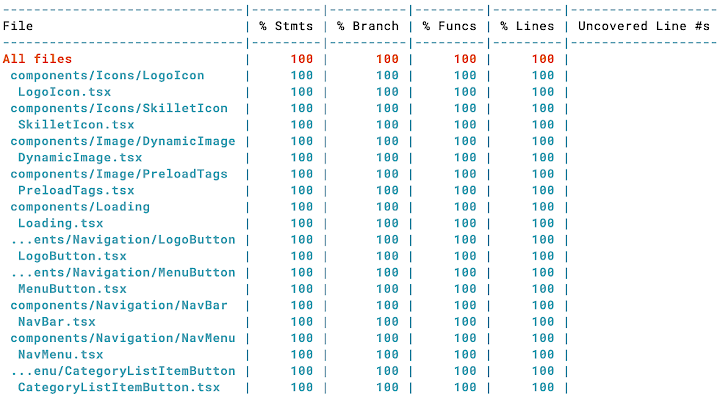 --------------------------|---------|----------|---------|---------|-------------------
File                      | % Stmts | % Branch | % Funcs | % Lines | Uncovered Line #s
--------------------------|---------|----------|---------|---------|-------------------
All files                 |     100 |      100 |     100 |     100 |
 components/Icons/LogoIcon |     100 |      100 |     100 |     100 |
  LogoIcon.tsx            |     100 |      100 |     100 |     100 |
 components/Icons/SkilletIcon |     100 |      100 |     100 |     100 |
  SkilletIcon.tsx         |     100 |      100 |     100 |     100 |
 components/Image/DynamicImage |     100 |      100 |     100 |     100 |
  DynamicImage.tsx        |     100 |      100 |     100 |     100 |
 components/Image/PreloadTags |     100 |      100 |     100 |     100 |
  PreloadTags.tsx         |     100 |      100 |     100 |     100 |
 components/Loading       |     100 |      100 |     100 |     100 |
  Loading.tsx             |     100 |      100 |     100 |     100 |
 ...ents/Navigation/LogoButton |     100 |      100 |     100 |     100 |
  LogoButton.tsx          |     100 |      100 |     100 |     100 |
 ...ents/Navigation/MenuButton |     100 |      100 |     100 |     100 |
  MenuButton.tsx          |     100 |      100 |     100 |     100 |
 components/Navigation/NavBar |     100 |      100 |     100 |     100 |
  NavBar.tsx              |     100 |      100 |     100 |     100 |
 components/Navigation/NavMenu |     100 |      100 |     100 |     100 |
  NavMenu.tsx             |     100 |      100 |     100 |     100 |
 ...enu/CategoryListItemButton |     100 |      100 |     100 |     100 |
  CategoryListItemButton.tsx |     100 |      100 |     100 |     100 |